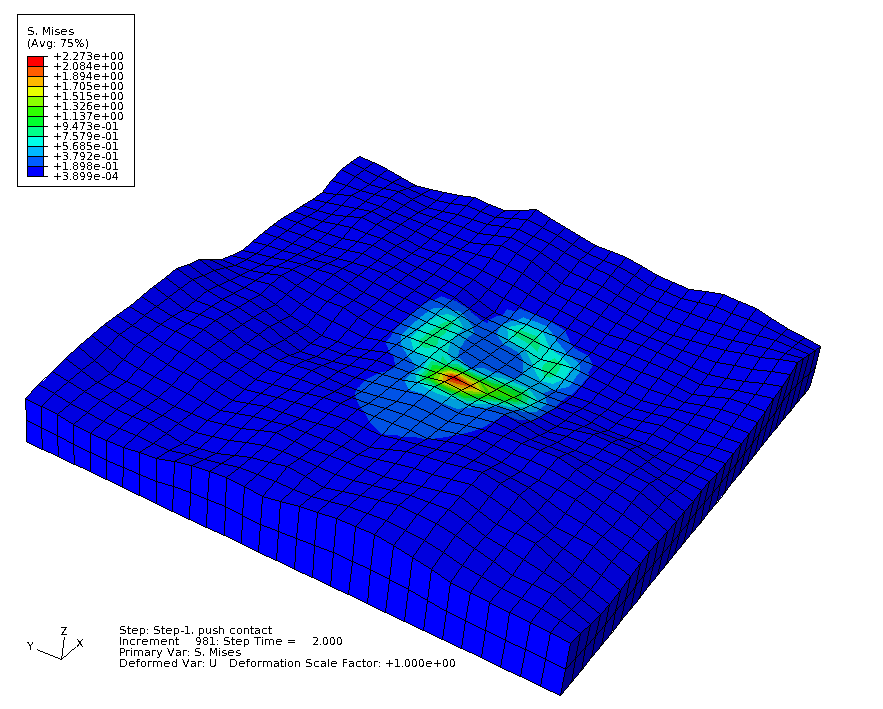 S. Mises
(Avg: 75%)
+2.273e+00
+2.084e+00
+1.894e+00
+1.705e+00
+1.515e+00
+1.326e+00
+1.137e+00
+9.473e-01
+7.579e-01
+5.685e-01
+3.792e-01
+1.898e-01
+3.899e-04
Z
Y X
Step: Step-1. push contact
Increment 981: Step Time = 2.000
Primary Var: S. Mises
Deformed Var: U Deformation Scale Factor: +1.000e+00